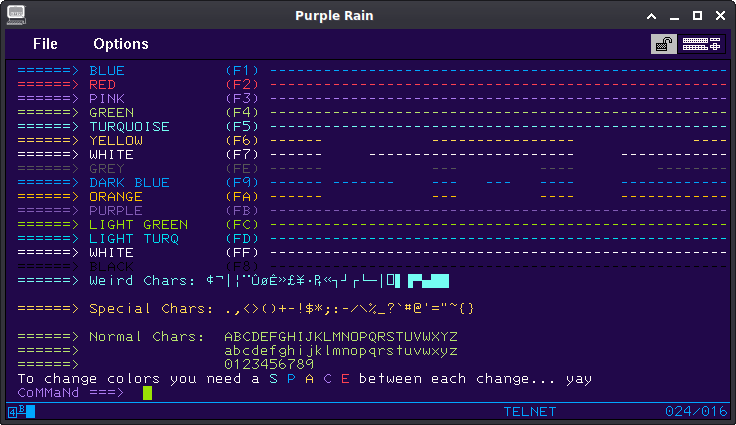 Purple Rain
File Options
======> BLUE (F1) ---------------------------------------------------
======> RED (F2) ---------------------------------------------------
======> PINK (F3) ---------------------------------------------------
======> GREEN (F4) ---------------------------------------------------
======> TURQUOISE (F5) ---------------------------------------------------
======> YELLOW (F6) ------ ---------------- ----
======> WHITE (F7) ------ --------------- ------------
======> GREY (FE) --- ----
======> DARK BLUE (F9) ------ ------- --- --- ---- ------------
======> ORANGE (FA) ------ --- ---- ------------
======> PURPLE (FB) ---------------------------------------------------
======> LIGHT GREEN (FC) ---------------------------------------------------
======> LIGHT TURQ (FD) ---------------------------------------------------
======> WHITE (FF) ---------------------------------------------------
======> BLACK (F8) ---------------------------------------------------
======> Weird Chars:
======> Special Chars: .,<>()+-!$*;:-/\%_?`#@'="~{}
======> Normal Chars: ABCDEFGHIJKLMNOPQRSTUVWXYZ
======> abcdefghijklmnopqrstuvwxyz
======> 0123456789
To change colors you need a S P A C E between each change... yay
CoMMaNd ===>
4B TELNET 024/016